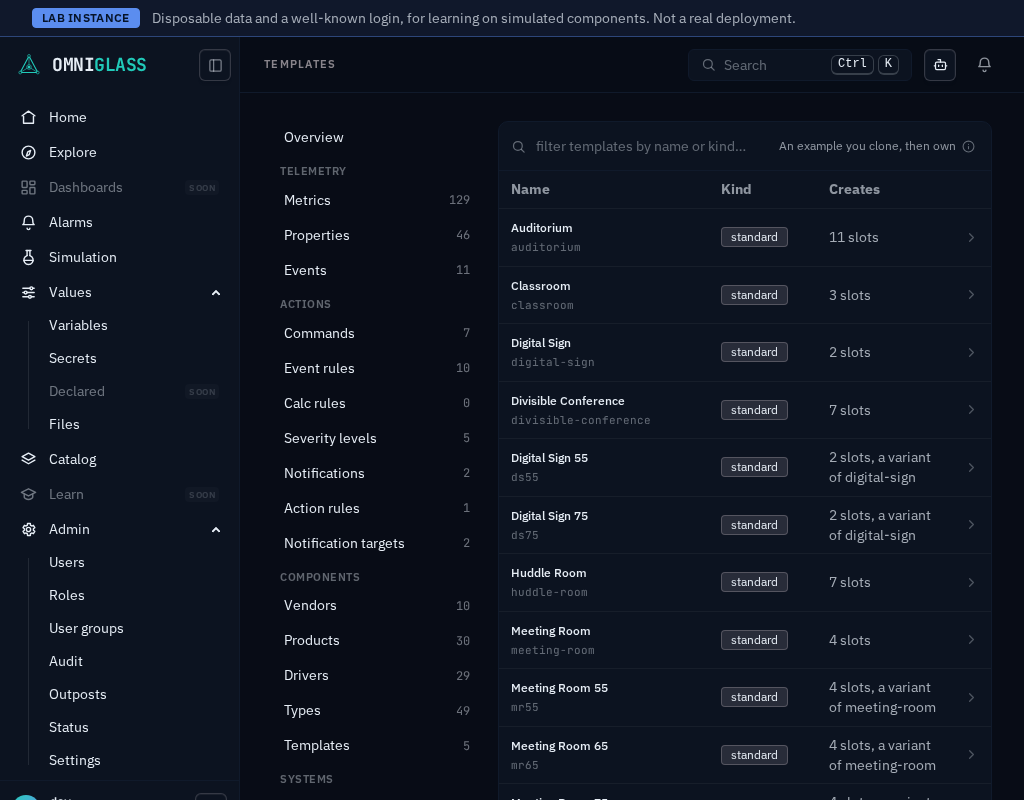 LAB INSTANCE Disposable data and a well-known login, for learning on simulated components. Not a real deployment.
OMNIGLASS
TEMPLATES
Search Ctrl K
Home
Explore
Dashboards SOON
Alarms
Simulation
Values
Variables
Secrets
Declared SOON
Files
Catalog
Learn SOON
Admin
Users
Roles
User groups
Audit
Outposts
Status
Settings
Overview
TELEMETRY
Metrics 129
Properties 46
Events 11
ACTIONS
Commands 7
Event rules 10
Calc rules 0
Severity levels 5
Notifications 2
Action rules 1
Notification targets 2
COMPONENTS
Vendors 10
Products 30
Drivers 29
Types 49
Templates 5
SYSTEMS
filter templates by name or kind... An example you clone, then own
Name Kind Creates
Auditorium
auditorium
standard
11 slots
Classroom
classroom
standard
3 slots
Digital Sign
digital-sign
standard
2 slots
Divisible Conference
divisible-conference
standard
7 slots
Digital Sign 55
ds55
standard
2 slots, a variant
of digital-sign
Digital Sign 75
ds75
standard
2 slots, a variant
of digital-sign
Huddle Room
huddle-room
standard
7 slots
Meeting Room
meeting-room
standard
4 slots
Meeting Room 55
mr55
standard
4 slots, a variant
of meeting-room
Meeting Room 65
mr65
standard
4 slots, a variant
of meeting-room